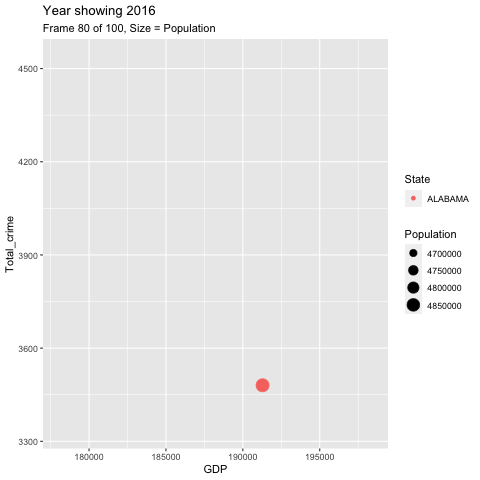 Year showing 2016
Frame 80 of 100, Size = Population
4500
4200
3900
3600
3300
Total_crime
180000
185000
190000
195000
GDP
State
ALABAMA
Population
4700000
4750000
4800000
4850000